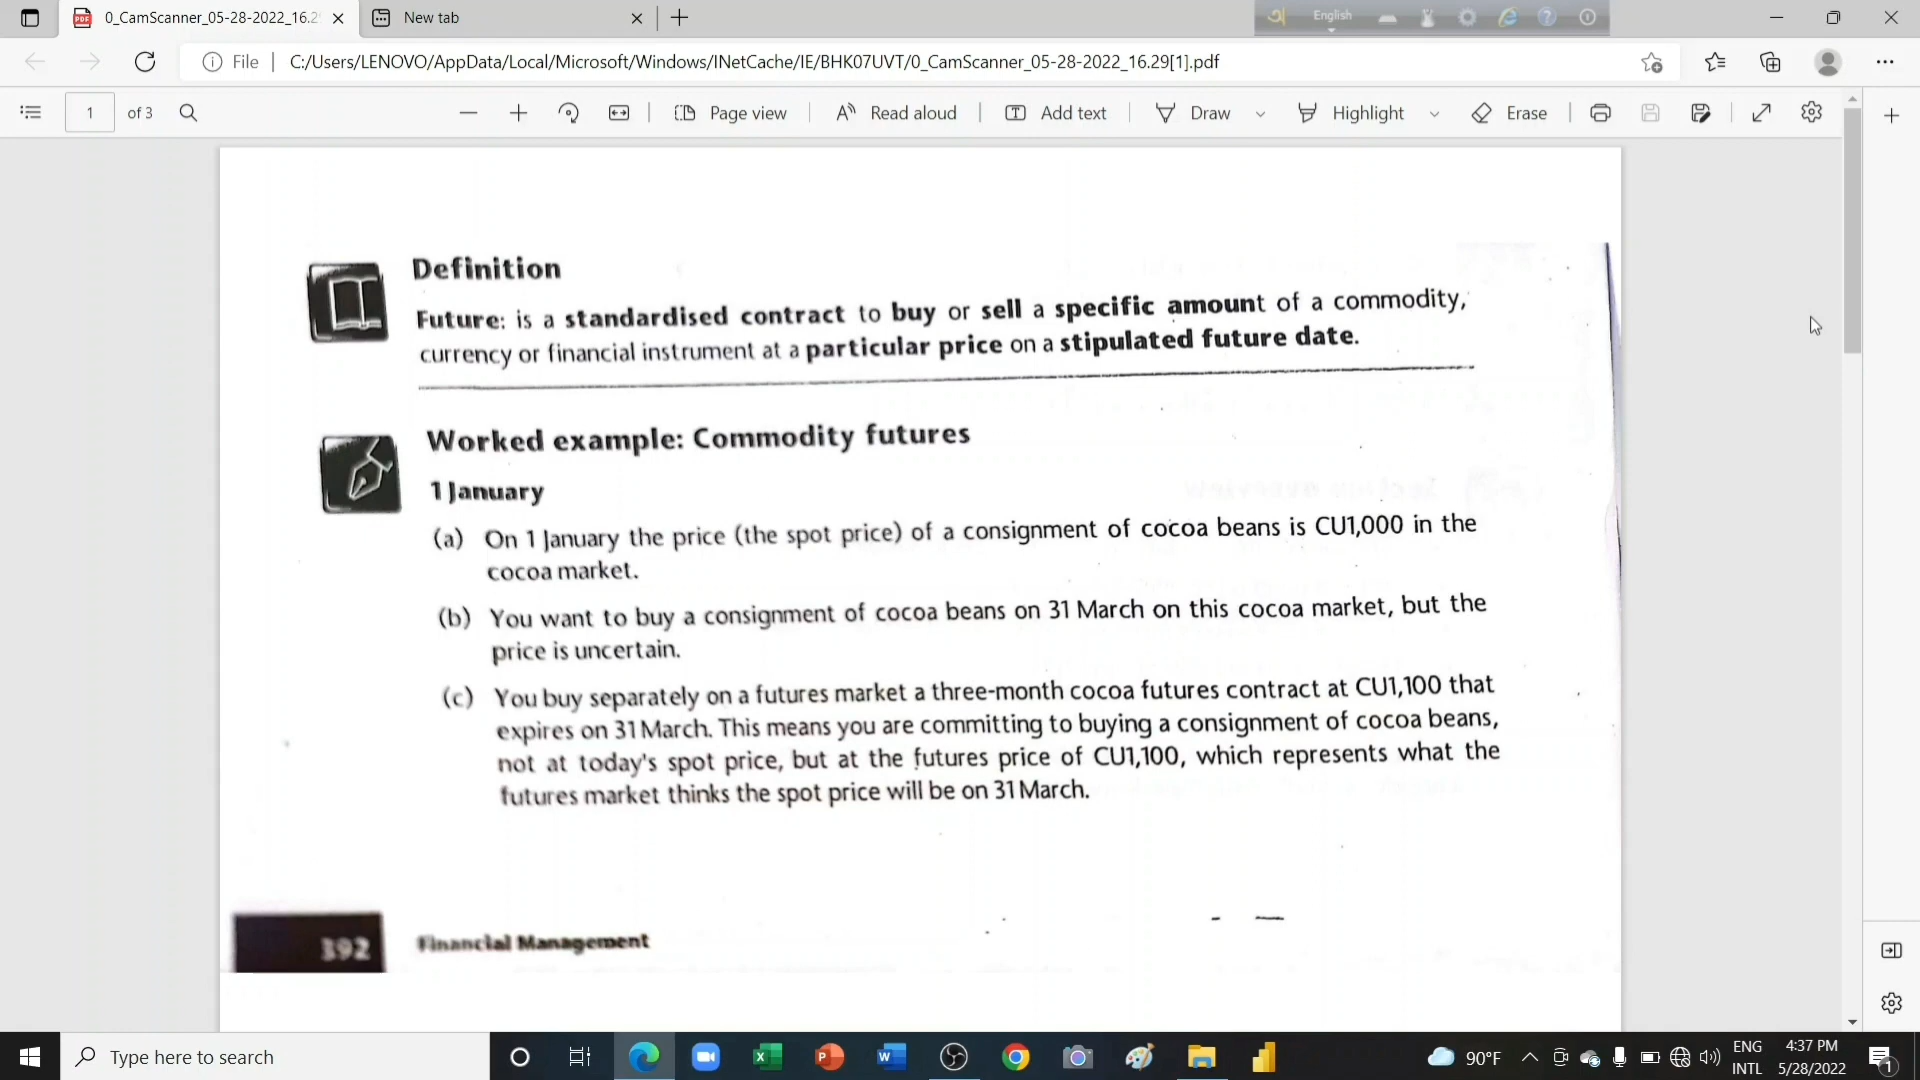 0_CamScanner_05-28-2022_16.2
New tab
English
File
C:/Users/LENOVO/AppData/Local/Microsoft/Windows/INetCache/IE/BHK07UVT/0_CamScanner_05-28-2022_16.29[1].pdf
1 of 3
Page view
Read aloud
Add text
Draw
Highlight
Erase
Definition
Future: is a standardised contract to buy or sell a specific amount of a commodity,
currency or financial instrument at a particular price on a stipulated future date.
Worked example: Commodity futures
1 January
(a) On 1 January the price (the spot price) of a consignment of cocoa beans is CU1,000 in the
cocoa market.
(b) You want to buy a consignment of cocoa beans on 31 March on this cocoa market, but the
price is uncertain.
(c) You buy separately on a futures market a three-month cocoa futures contract at CU1,100 that
expires on 31 March. This means you are committing to buying a consignment of cocoa beans,
not at today's spot price, but at the futures price of CU1,100, which represents what the
futures market thinks the spot price will be on 31 March.
392 Financial Management
Type here to search
90°F
ENG
INTL
4:37 PM
5/28/2022
1